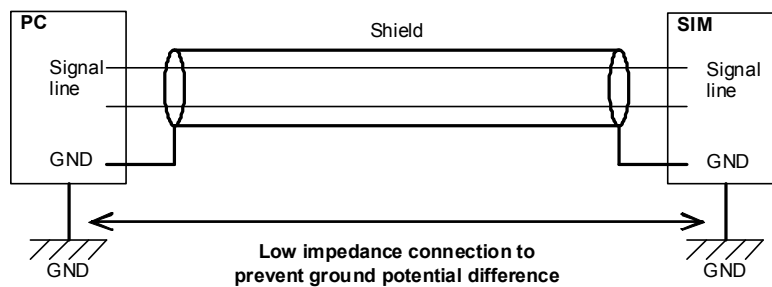 PC
Shield
SIM
Signal
line
Signal
line
GND
GND
Low impedance connection to
prevent ground potential difference
GND
GND